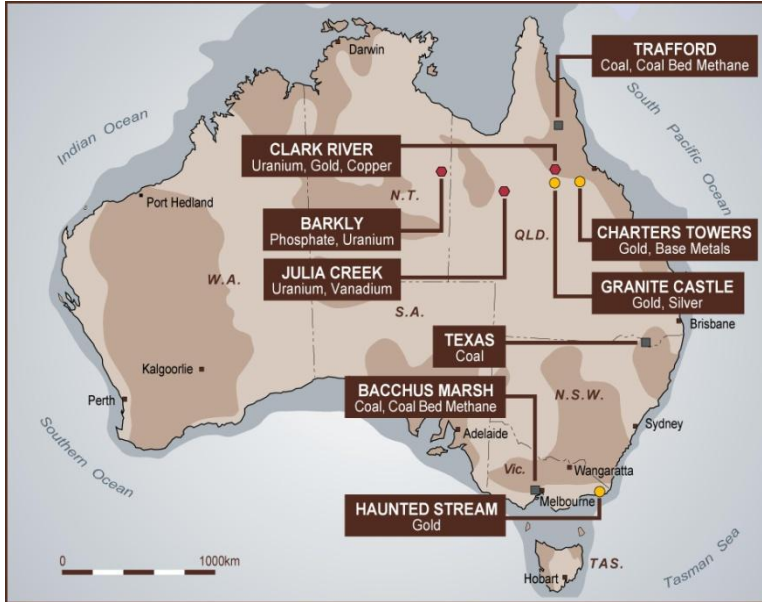 Darwin
TRAFFORD
Coal, Coal Bed Methane
Indian Ocean
South Pacific Ocean
CLARK RIVER
Uranium, Gold, Copper
Port Hedland
N.T.
BARKLY
Phosphate, Uranium
QLD.
CHARTERS TOWERS
Gold, Base Metals
W.A.
JULIA CREEK
Uranium, Vanadium
GRANITE CASTLE
Gold, Silver
S.A.
Brisbane
TEXAS
Coal
Kalgoorlie
BACCHUS MARSH
Coal, Coal Bed Methane
N.S.W.
Perth
Sydney
Adelaide
Southern Ocean
Vic.
Wangaratta
HAUNTED STREAM
Gold
Melbourne
Tasman Sea
0 1000km
TAS.
Hobart